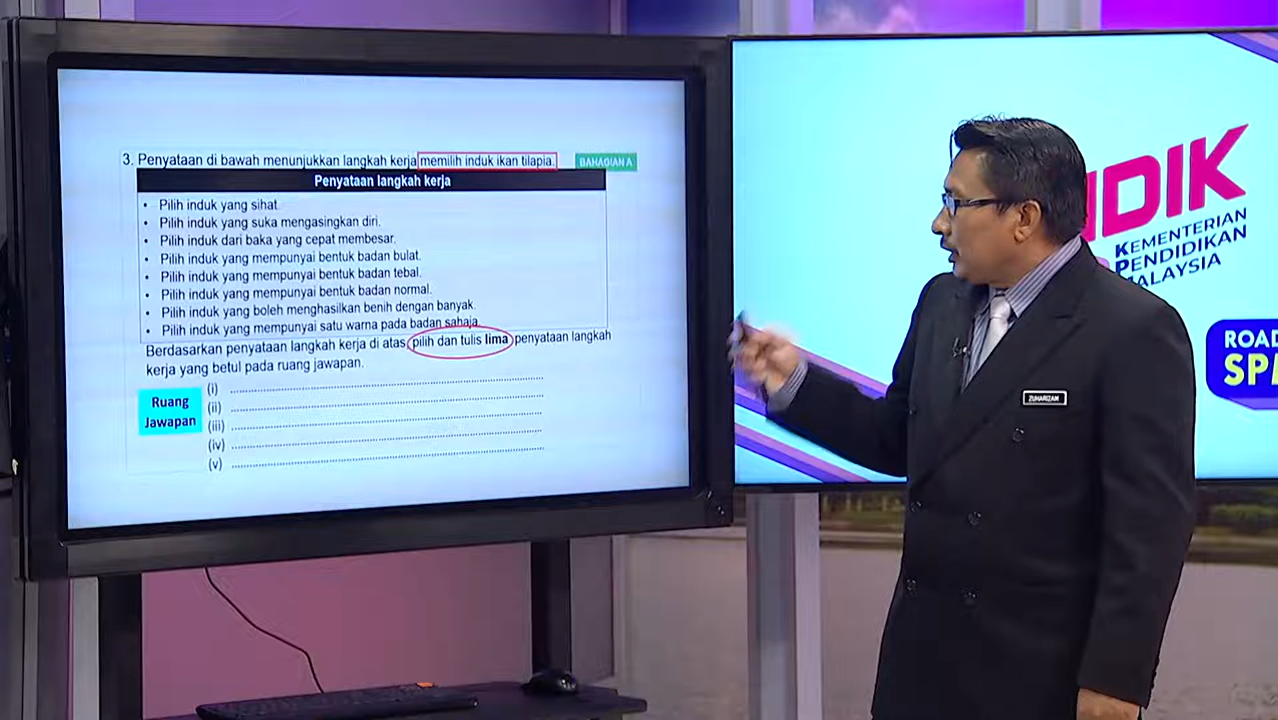 3. Penyataan di bawah menunjukkan langkah kerja memilih induk ikan tilapia.
BAHAGIAN A
Penyataan langkah kerja
• Pilih induk yang sihat
• Pilih induk yang suka mengasingkan diri.
• Pilih induk dari baka yang cepat membesar.
• Pilih induk yang mempunyai bentuk badan bulat.
• Pilih induk yang mempunyai bentuk badan tebal.
• Pilih induk yang mempunyai bentuk badan normal.
• Pilih induk yang boleh menghasilkan benih dengan banyak.
• Pilih induk yang mempunyai satu warna pada badan sahaja.
Berdasarkan penyataan langkah kerja di atas pilih dan tulis lima penyataan langkah
kerja yang betul pada ruang jawapan.
Ruang
Jawapan
(i)
(ii)
(iii)
(iv)
(v)
KEMENTERIAN
PENDIDIKAN
ZUHARIZAM